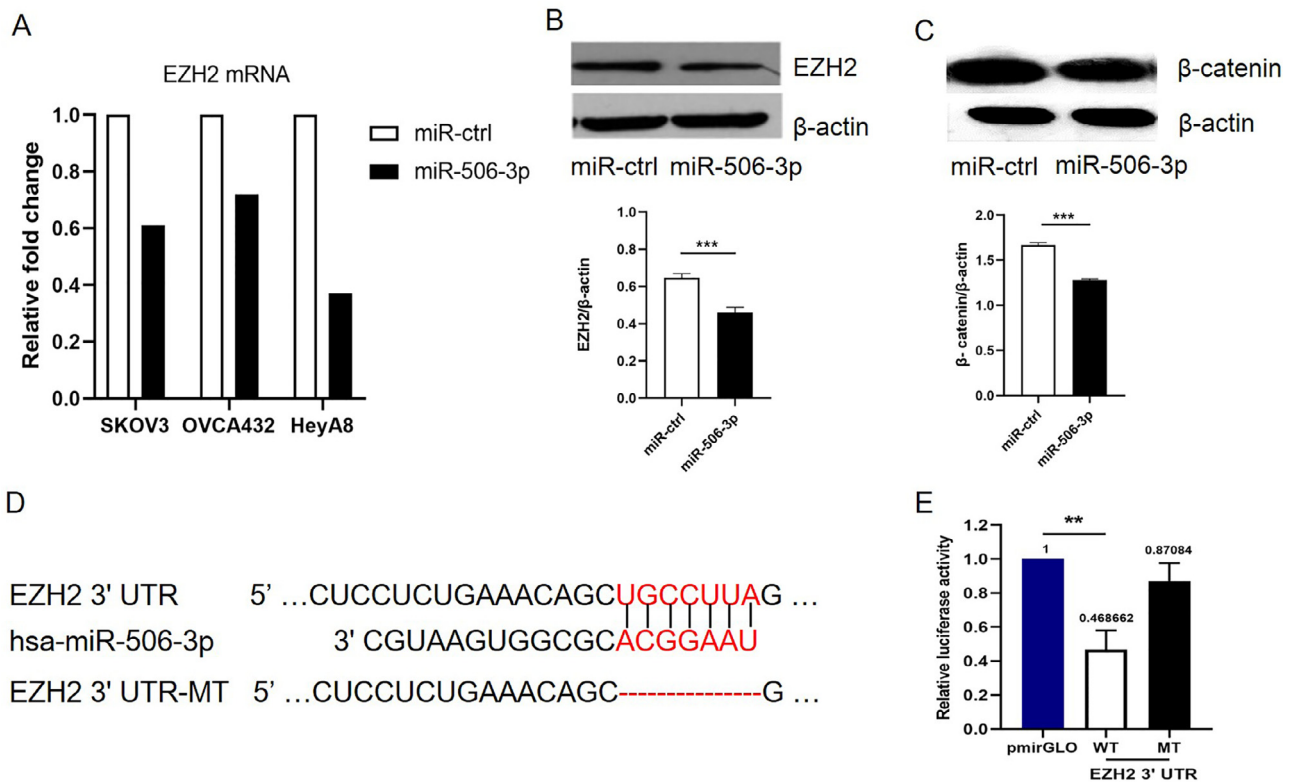 A
EZH2 mRNA
Relative fold change
1.0
0.8
0.6
0.4
0.2
0.0
SKOV3 OVCA432 HeyA8
miR-ctrl
miR-506-3p
B
EZH2
β-actin
miR-ctrl miR-506-3p
EZH2/β-actin
1.0
0.8
0.6
0.4
0.2
0.0
***
miR-ctrl
miR-506-3p
C
β-catenin
β-actin
miR-ctrl miR-506-3p
β- catenin/β-actin
2.0
1.5
1.0
0.5
0.0
***
miR-ctrl
miR-506-3p
D
EZH2 3' UTR 5' ...CUCCUCUGAAACAGCUGCCUUAG ...
hsa-miR-506-3p 3' CGUAAGUGGCGCACGGAAU
EZH2 3' UTR-MT 5' ...CUCCUCUGAAACAGC---------------G ...
E
Relative luciferase activity
1.2
1.0
0.8
0.6
0.4
0.2
0.0
**
1
0.468662
0.87084
pmirGLO WT MT
EZH2 3' UTR